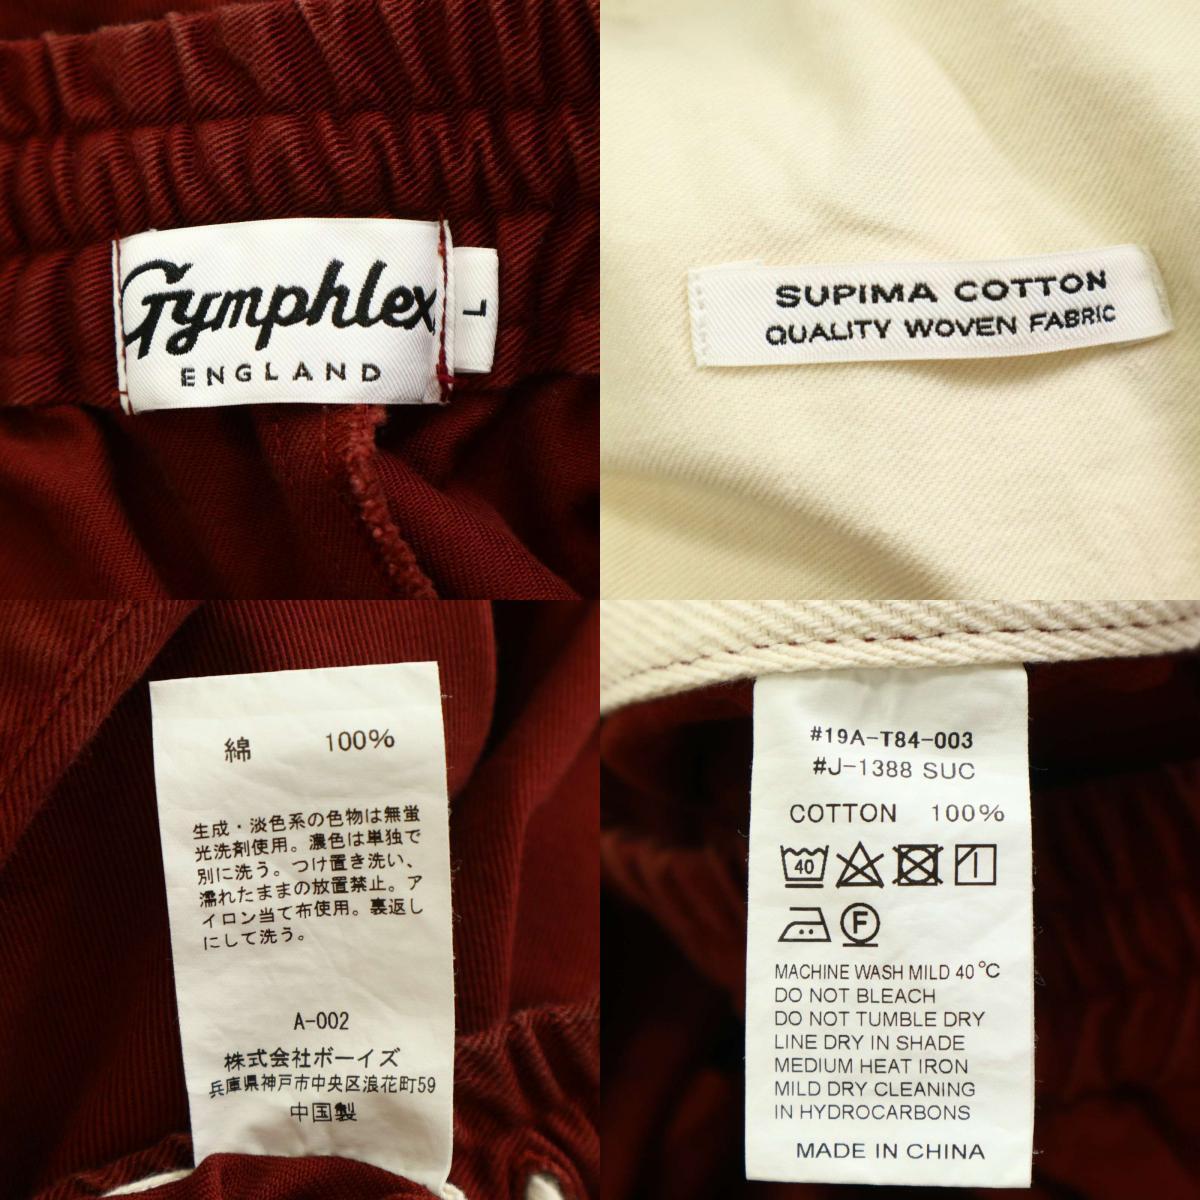 Gymphlex
ENGLAND
L
SUPIMA COTTON
QUALITY WOVEN FABRIC
綿 100%
生成・淡色系の色物は無蛍
光洗剤使用。濃色は単独で
別に洗う。つけ置き洗い、
濡れたままの放置禁止。ア
イロン当て布使用。裏返し
にして洗う。
A-002
株式会社ボーイズ
兵庫県神戸市中央区浪花町59
中国製
#19A-T84-003
#J-1388 SUC
COTTON 100%
40
F
MACHINE WASH MILD 40℃
DO NOT BLEACH
DO NOT TUMBLE DRY
LINE DRY IN SHADE
MEDIUM HEAT IRON
MILD DRY CLEANING
IN HYDROCARBONS
MADE IN CHINA